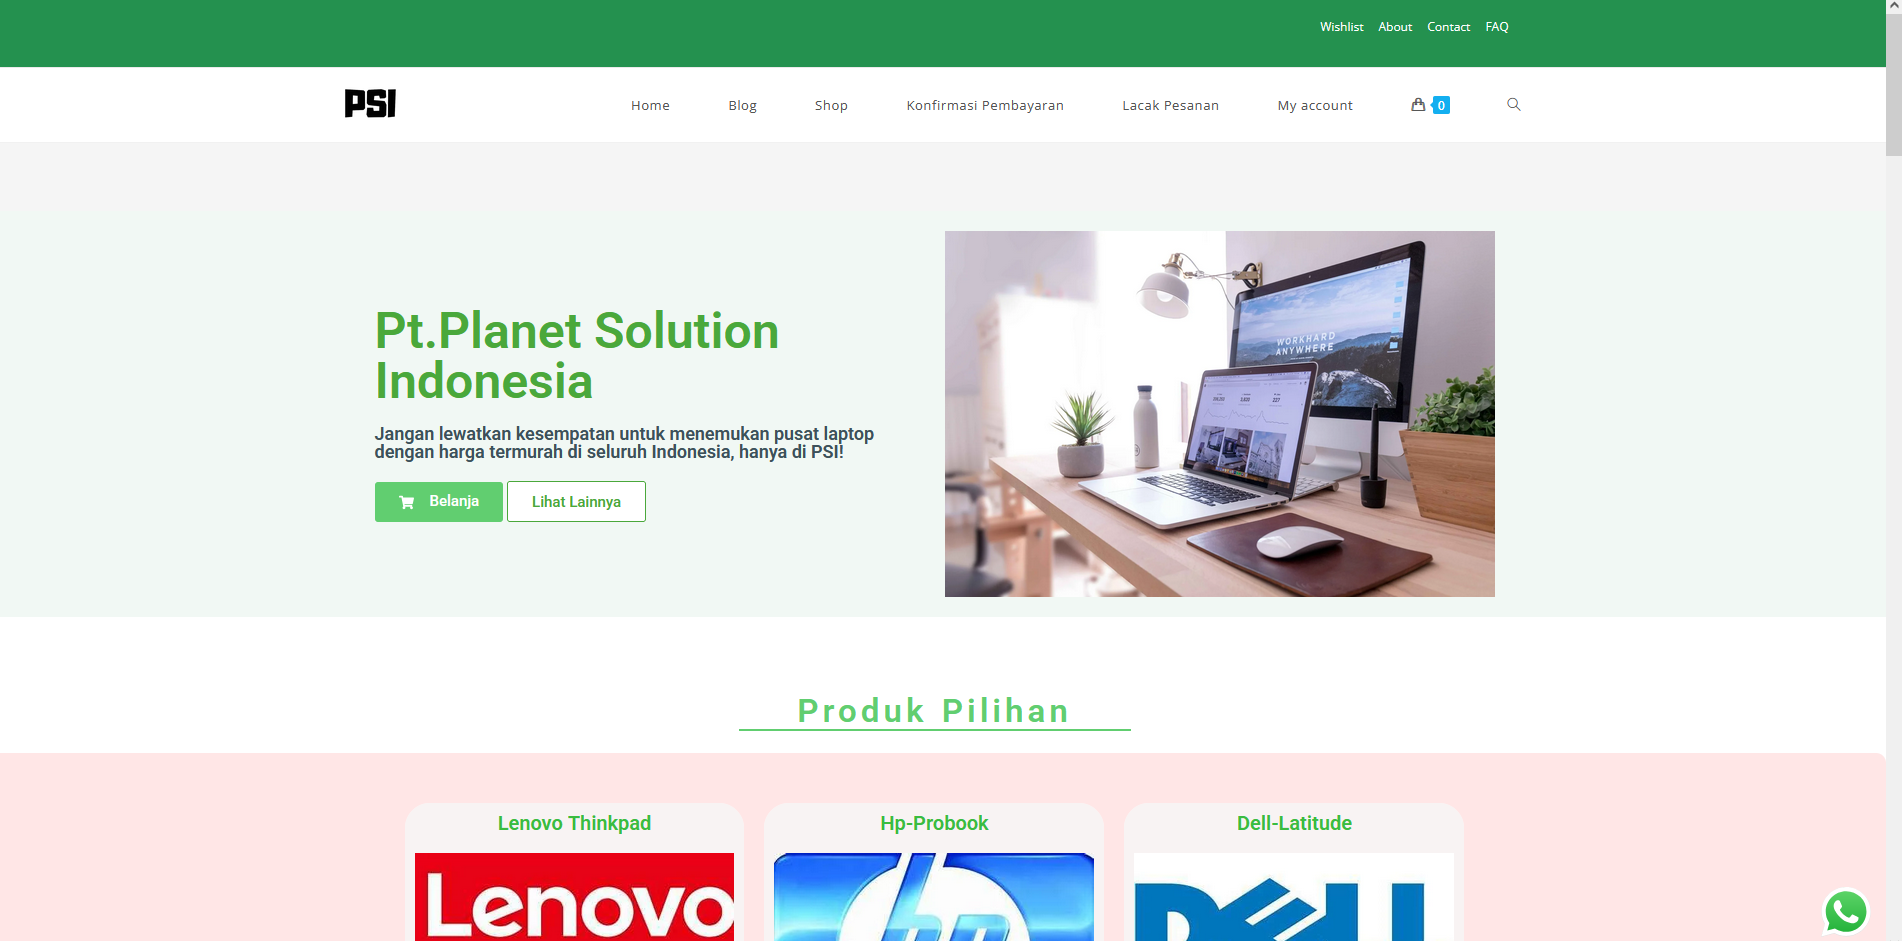 Wishlist About Contact FAQ
PSI
Home Blog Shop Konfirmasi Pembayaran Lacak Pesanan My account 0
Pt.Planet Solution
Indonesia
Jangan lewatkan kesempatan untuk menemukan pusat laptop
dengan harga termurah di seluruh Indonesia, hanya di PSI!
Belanja Lihat Lainnya
WORKHARD
ANYWHERE
Produk Pilihan
Lenovo Thinkpad Hp-Probook Dell-Latitude
Lenovo hp DELL